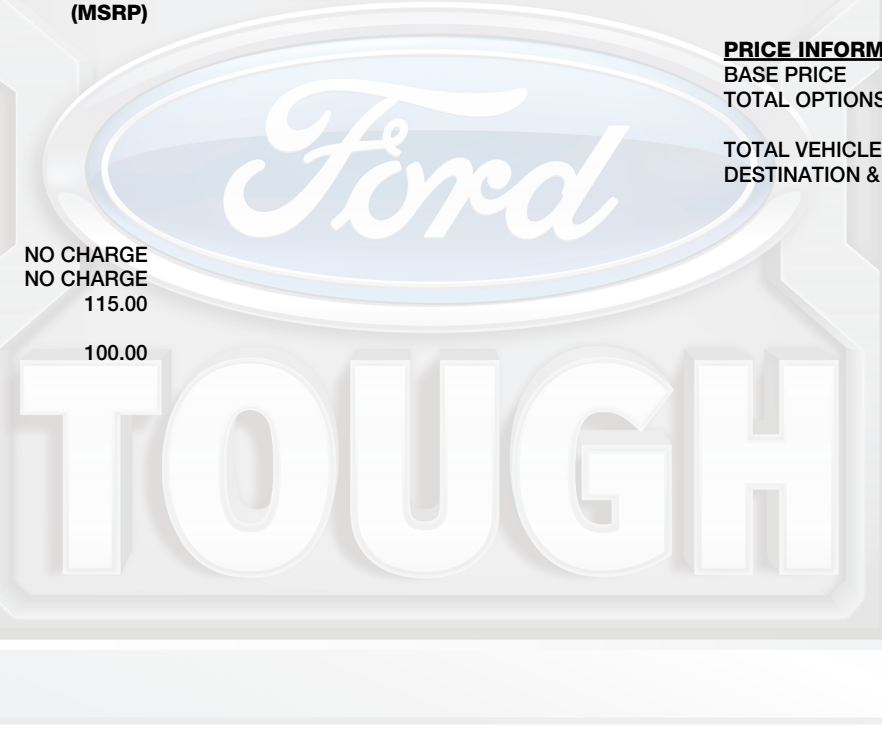 (MSRP)
PRICE INFORM
BASE PRICE
TOTAL OPTIONS
TOTAL VEHICLE
DESTINATION &
Ford
NO CHARGE
NO CHARGE
115.00
100.00
TOUGH